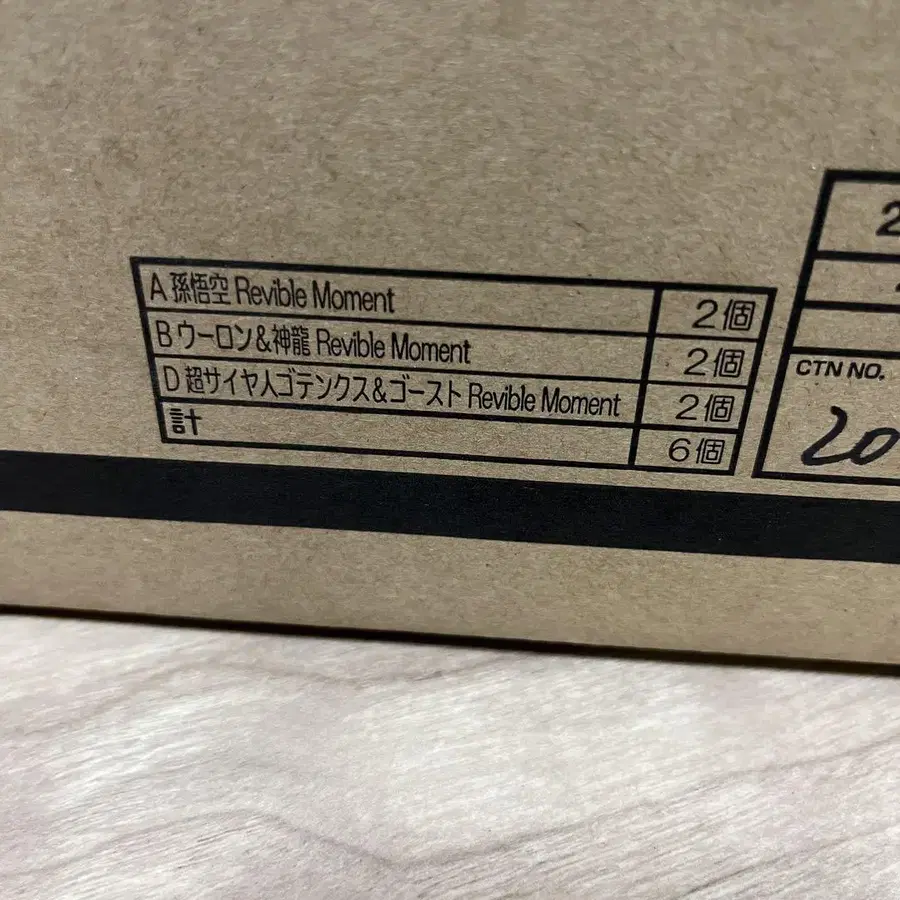 A 孫悟空 Revible Moment 2個
B ウーロン&神龍 Revible Moment 2個
D 超サイヤ人ゴテンクス&ゴースト Revible Moment 2個
計 6個
2
CTN NO.
20